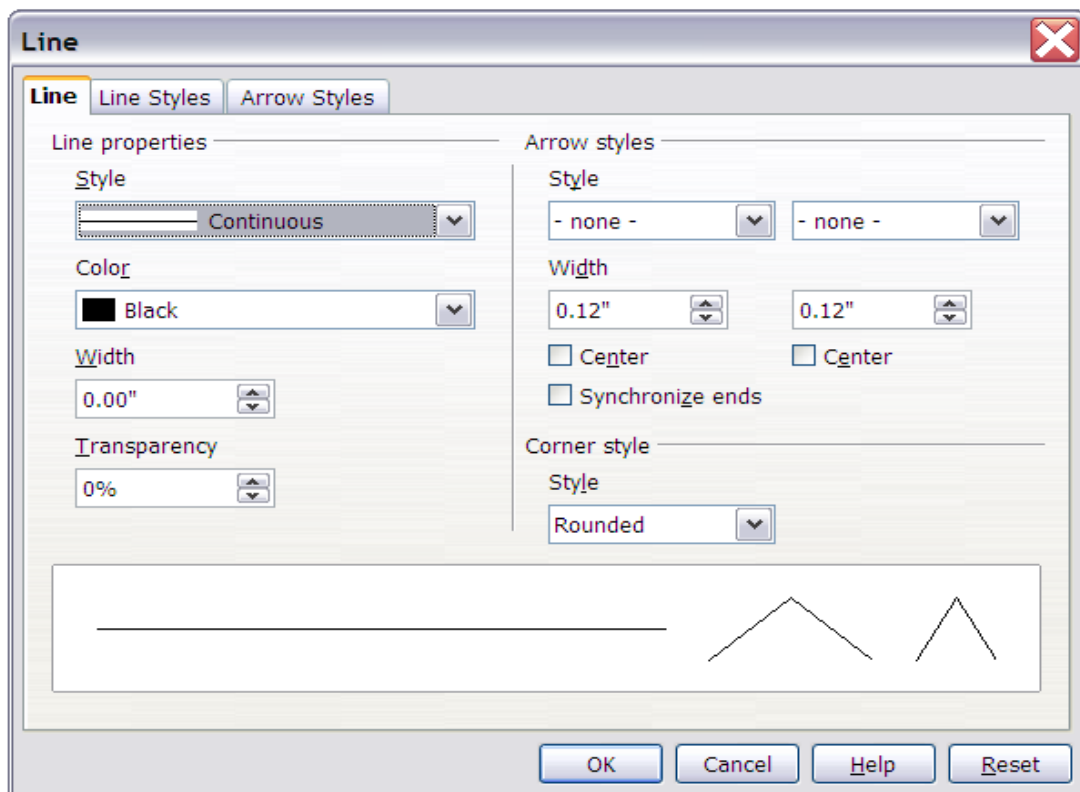 Line
Line Line Styles Arrow Styles
Line properties
Style
Continuous
Color
Black
Width
0.00"
Transparency
0%
Arrow styles
Style
- none - - none -
Width
0.12" 0.12"
Center Center
Synchronize ends
Corner style
Style
Rounded
OK Cancel Help Reset